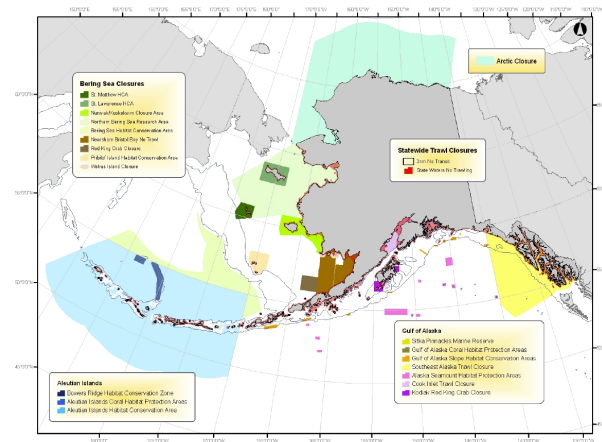 Arctic Closure
Bering Sea Closures
St. Matthew HCA
St. Lawrence HCA
Nunivak/Kuskokwim Closure Area
Northern Bering Sea Research Area
Bering Sea Habitat Conservation Area
Nearshore Bristol Bay No Trawl
Red King Crab Closure
Pribilof Island Habitat Conservation Area
Walrus Island Closure
Statewide Trawl Closures
3nm No Transit
State Waters No Trawling
Gulf of Alaska
Sitka Pinnacles Marine Reserve
Gulf of Alaska Coral Habitat Protection Areas
Gulf of Alaska Slope Habitat Conservation Areas
Southeast Alaska Trawl Closure
Alaska Seamount Habitat Protection Areas
Cook Inlet Trawl Closure
Kodiak Red King Crab Closure
Aleutian Islands
Bowers Ridge Habitat Conservation Zone
Aleutian Islands Coral Habitat Protection Areas
Aleutian Islands Habitat Conservation Area